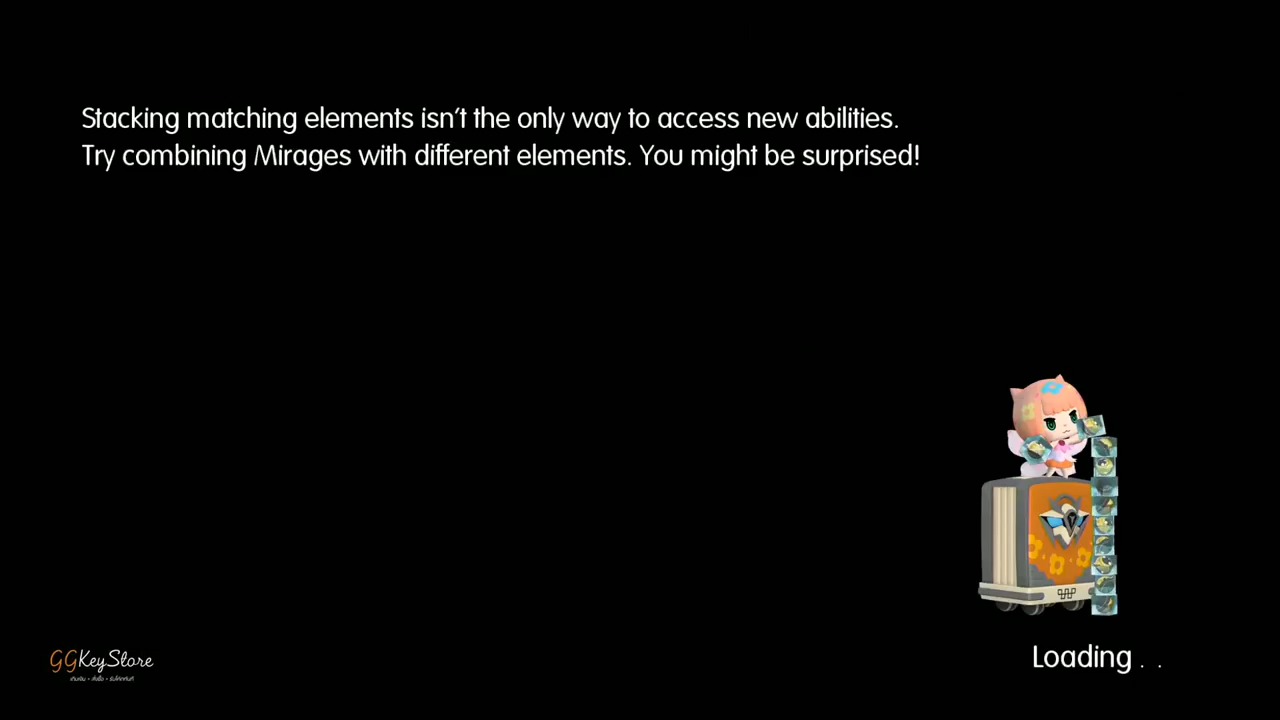 Stacking matching elements isn't the only way to access new abilities.
Try combining Mirages with different elements. You might be surprised!
GGKeyStore
Loading . .